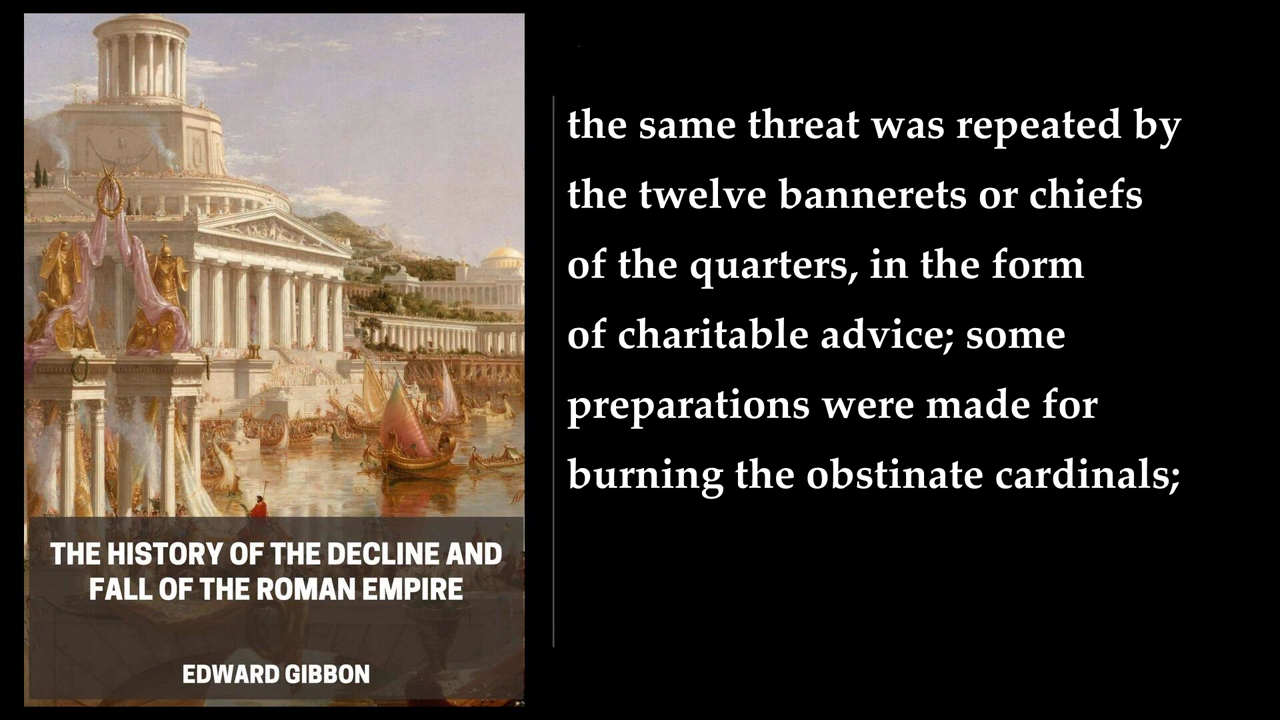 THE HISTORY OF THE DECLINE AND
FALL OF THE ROMAN EMPIRE
EDWARD GIBBON
the same threat was repeated by
the twelve bannerets or chiefs
of the quarters, in the form
of charitable advice; some
preparations were made for
burning the obstinate cardinals;